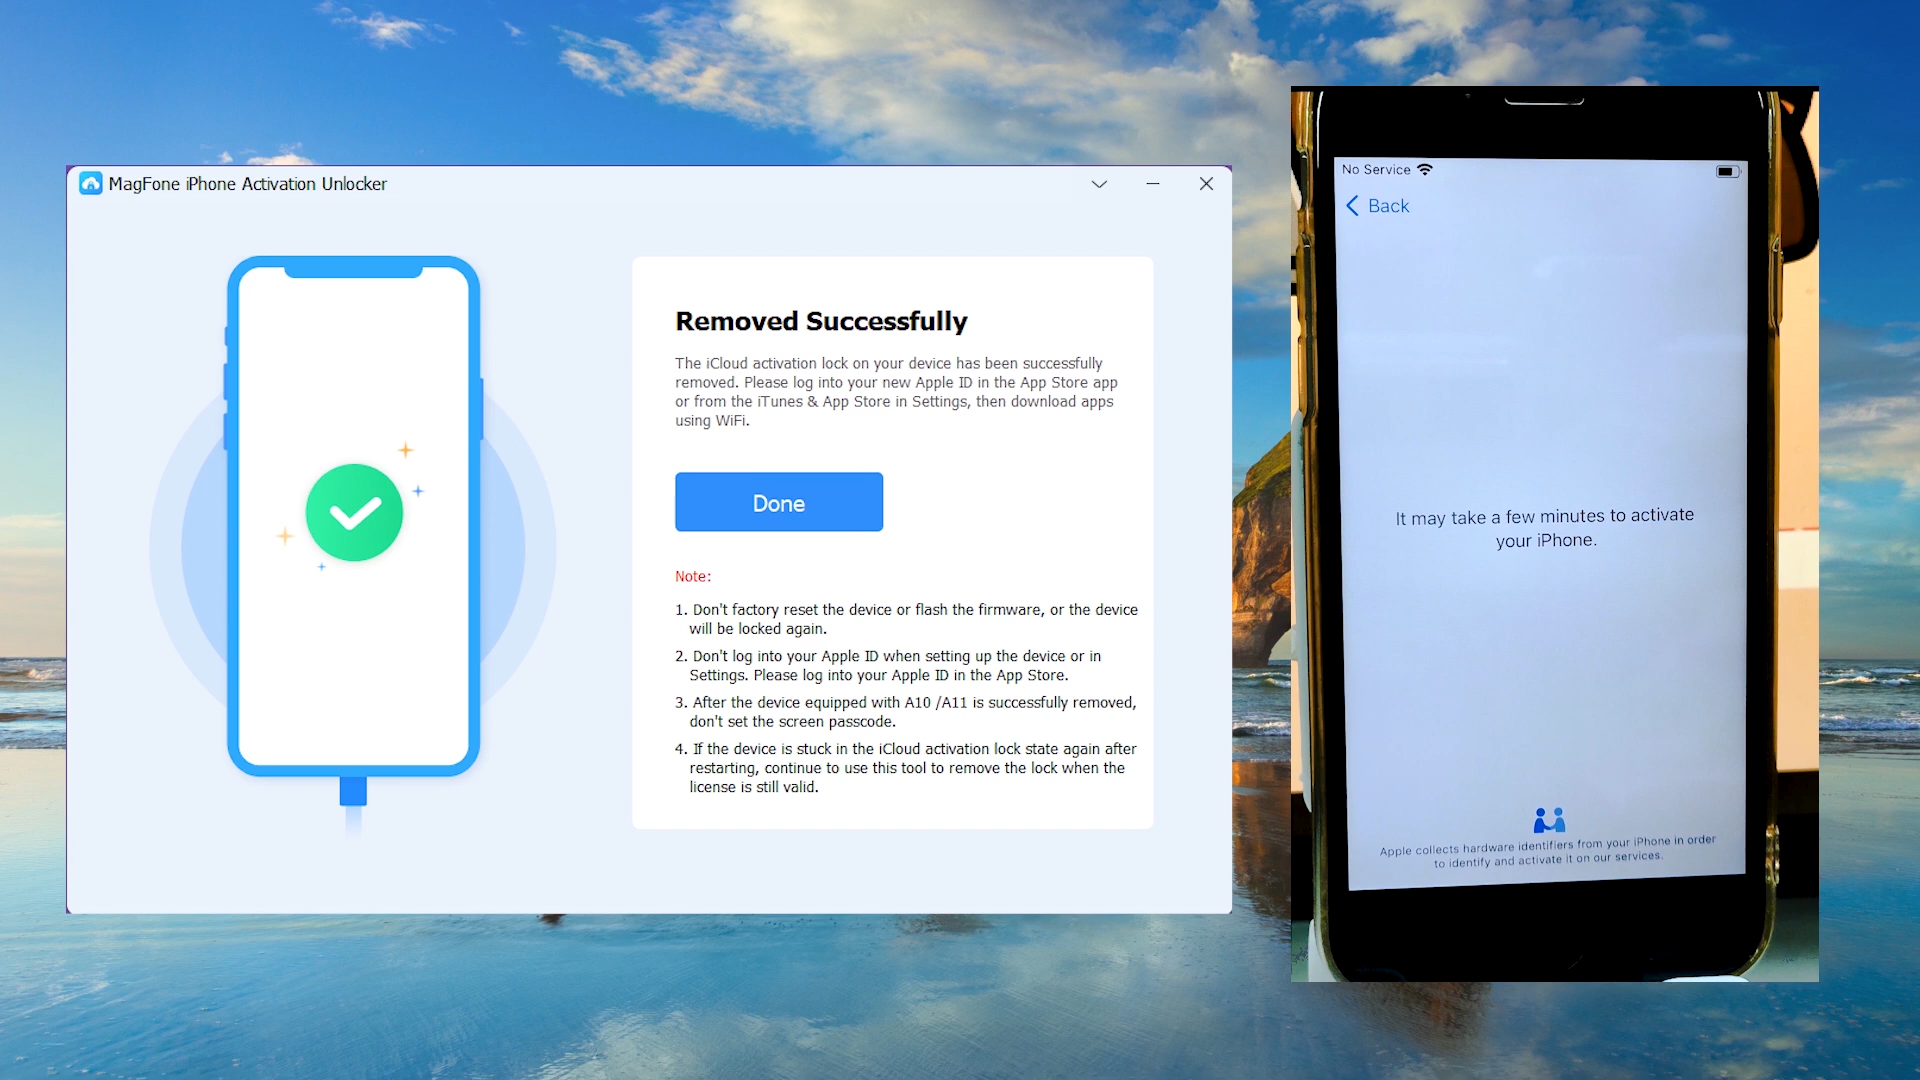 MagFone iPhone Activation Unlocker
Removed Successfully
The iCloud activation lock on your device has been successfully
removed. Please log into your new Apple ID in the App Store app
or from the iTunes & App Store in Settings, then download apps
using WiFi.
Done
Note:
1. Don't factory reset the device or flash the firmware, or the device
will be locked again.
2. Don't log into your Apple ID when setting up the device or in
Settings. Please log into your Apple ID in the App Store.
3. After the device equipped with A10 /A11 is successfully removed,
don't set the screen passcode.
4. If the device is stuck in the iCloud activation lock state again after
restarting, continue to use this tool to remove the lock when the
license is still valid.
No Service
Back
It may take a few minutes to activate
your iPhone.
Apple collects hardware identifiers from your iPhone in order
to identify and activate it on our services.